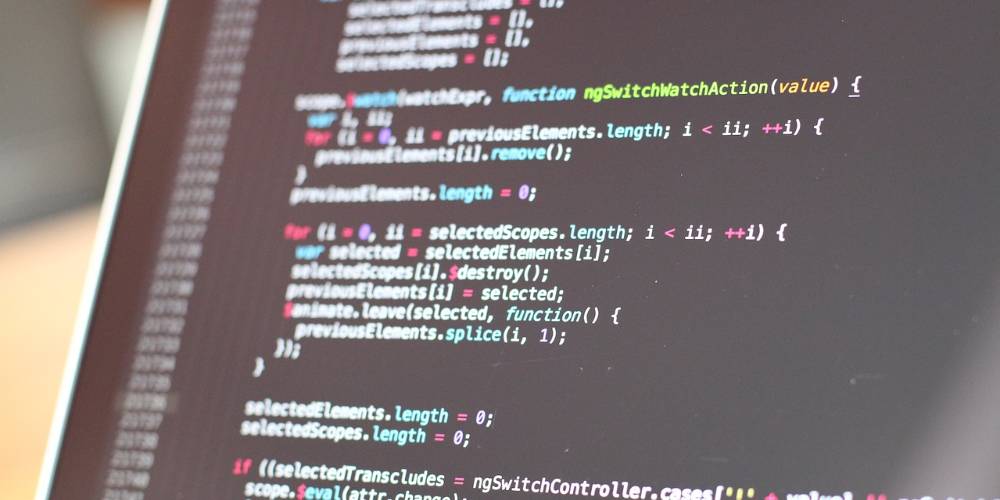 selectedTranscludes = [],
selectedElements = [],
previousElements = [],
selectedScopes = [];
scope.$watch(watchExpr, function ngSwitchWatchAction(value) {
var i, ii;
for (i = 0, ii = previousElements.length; i < ii; ++i) {
previousElements[i].remove();
}
previousElements.length = 0;
for (i = 0, ii = selectedScopes.length; i < ii; ++i) {
var selected = selectedElements[i];
selectedScopes[i].$destroy();
previousElements[i] = selected;
$animate.leave(selected, function() {
previousElements.splice(i, 1);
});
}
selectedElements.length = 0;
selectedScopes.length = 0;
if ((selectedTranscludes = ngSwitchController.cases['!' + value]
scope.$eval(attr.change);